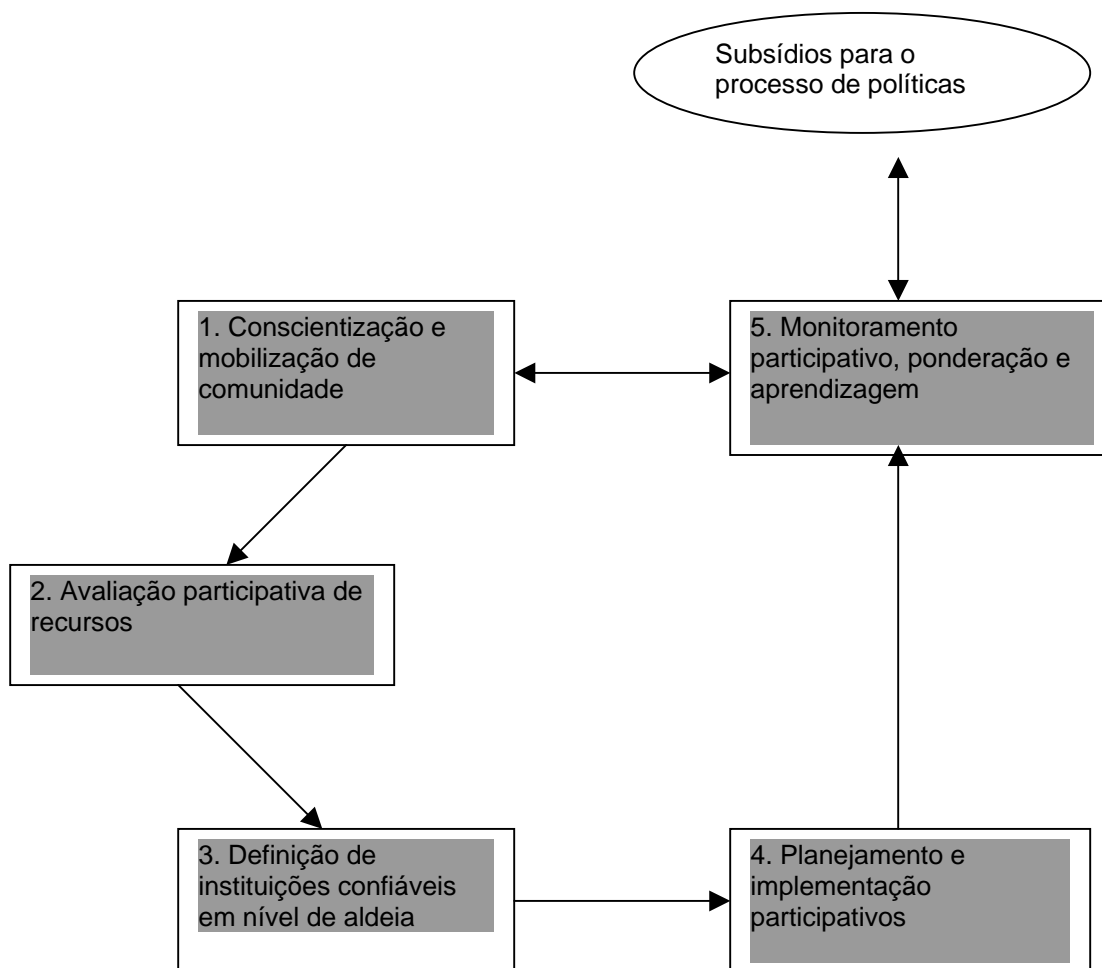 Subsídios para o
processo de políticas
1. Conscientização e
mobilização de
comunidade
5. Monitoramento
participativo, ponderação e
aprendizagem
2. Avaliação participativa de
recursos
3. Definição de
instituições confiáveis
em nível de aldeia
4. Planejamento e
implementação
participativos